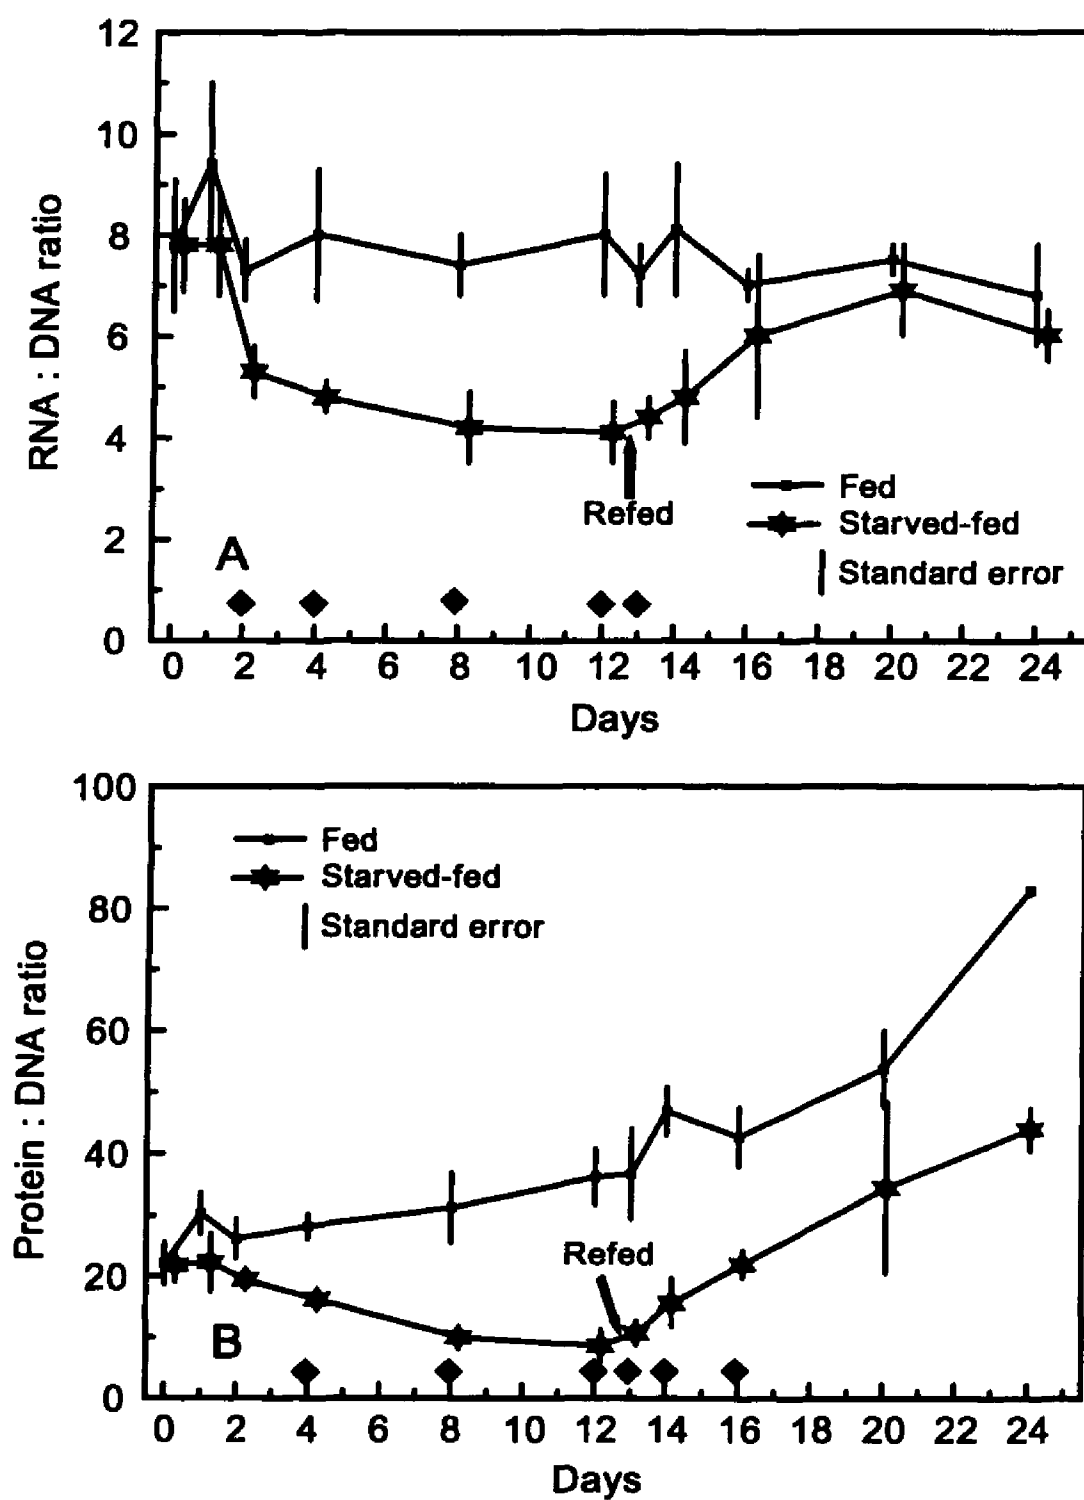 12
10
8
6
4
2
0
RNA : DNA ratio
Refed
Fed
Starved-fed
Standard error
A
0 2 4 6 8 10 12 14 16 18 20 22 24
Days
100
80
60
40
20
0
Protein : DNA ratio
Fed
Starved-fed
Standard error
Refed
B
0 2 4 6 8 10 12 14 16 18 20 22 24
Days